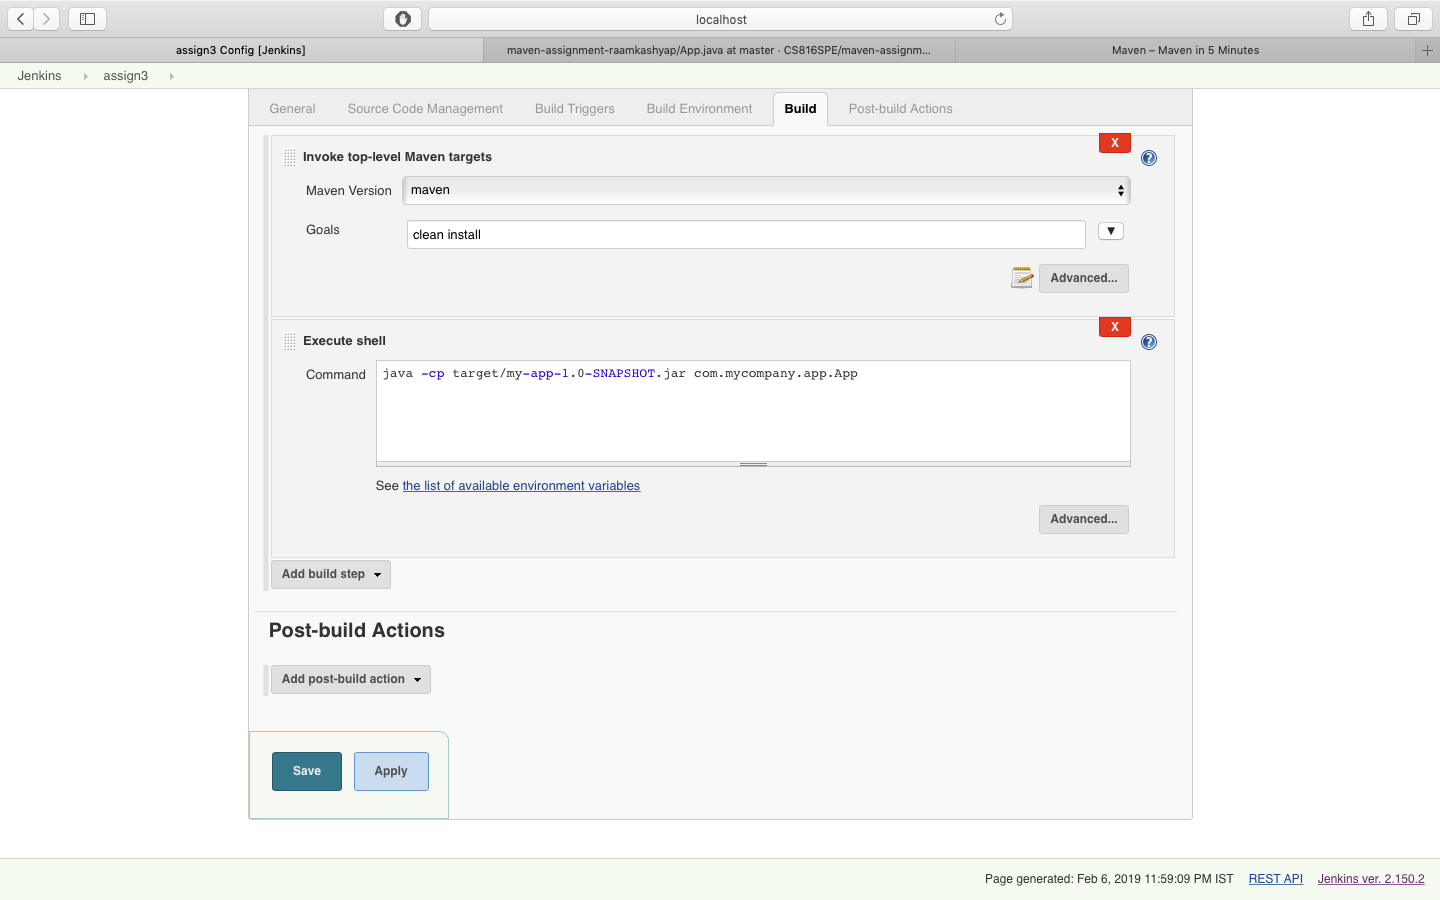 localhost
assign3 Config [Jenkins]
maven-assignment-raamkashyap/App.java at master · CS816SPE/maven-assignm...
Maven – Maven in 5 Minutes
Jenkins
assign3
General
Source Code Management
Build Triggers
Build Environment
Build
Post-build Actions
Invoke top-level Maven targets
X
?
Maven Version
maven
Goals
clean install
Advanced...
Execute shell
X
?
Command
java -cp target/my-app-1.0-SNAPSHOT.jar com.mycompany.app.App
See the list of available environment variables
Advanced...
Add build step
Post-build Actions
Add post-build action
Save
Apply
Page generated: Feb 6, 2019 11:59:09 PM IST
REST API
Jenkins ver. 2.150.2